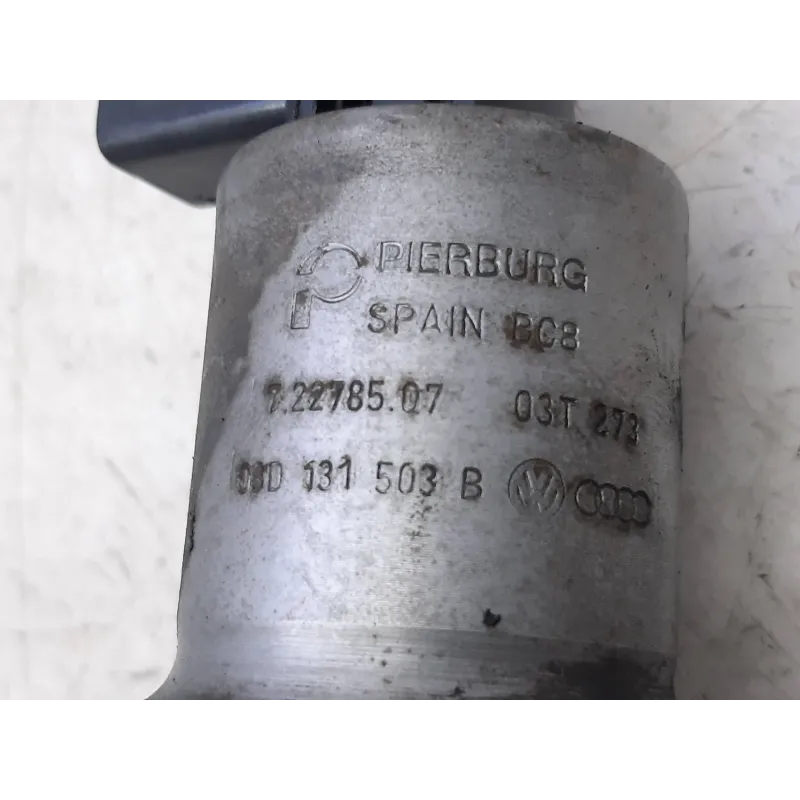 PIERBURG
SPAIN BC8
7.22785.07 03T 273
03D 131 503 B